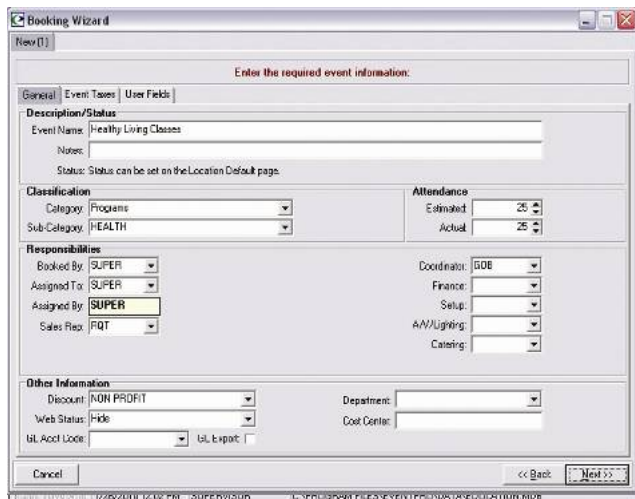 Booking Wizard
New [1]
Enter the required event information:
General Event Taxes User Fields
Description/Status
Event Name: Healthy Living Classes
Notes:
Status: Status can be set on the Location Default page.
Classification
Category: Programs
Sub-Category: HEALTH
Attendance
Estimated: 25
Actual: 25
Responsibilities
Booked By: SUPER
Assigned To: SUPER
Assigned By: SUPER
Sales Rep: RQT
Coordinator: GOB
Finance:
Setup:
A/V/Lighting:
Catering:
Other Information
Discount: NON PROFIT
Web Status: Hide
GL Acct Code: GL Export:
Department:
Cost Center:
Cancel << Back Next >>